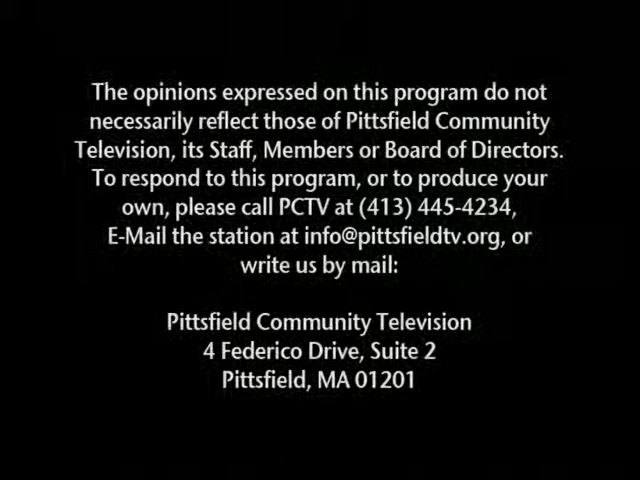 The opinions expressed on this program do not
necessarily reflect those of Pittsfield Community
Television, its Staff, Members or Board of Directors.
To respond to this program, or to produce your
own, please call PCTV at (413) 445-4234,
E-Mail the station at info@pittsfieldtv.org, or
write us by mail:
Pittsfield Community Television
4 Federico Drive, Suite 2
Pittsfield, MA 01201